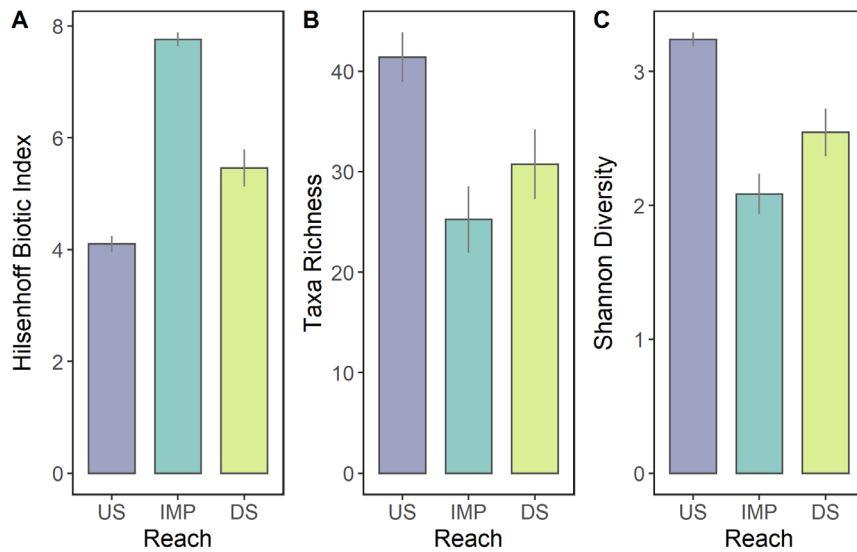 A
Hilsenhoff Biotic Index
8
6
4
2
0
US IMP DS
Reach
B
Taxa Richness
40
30
20
10
0
US IMP DS
Reach
C
Shannon Diversity
3
2
1
0
US IMP DS
Reach